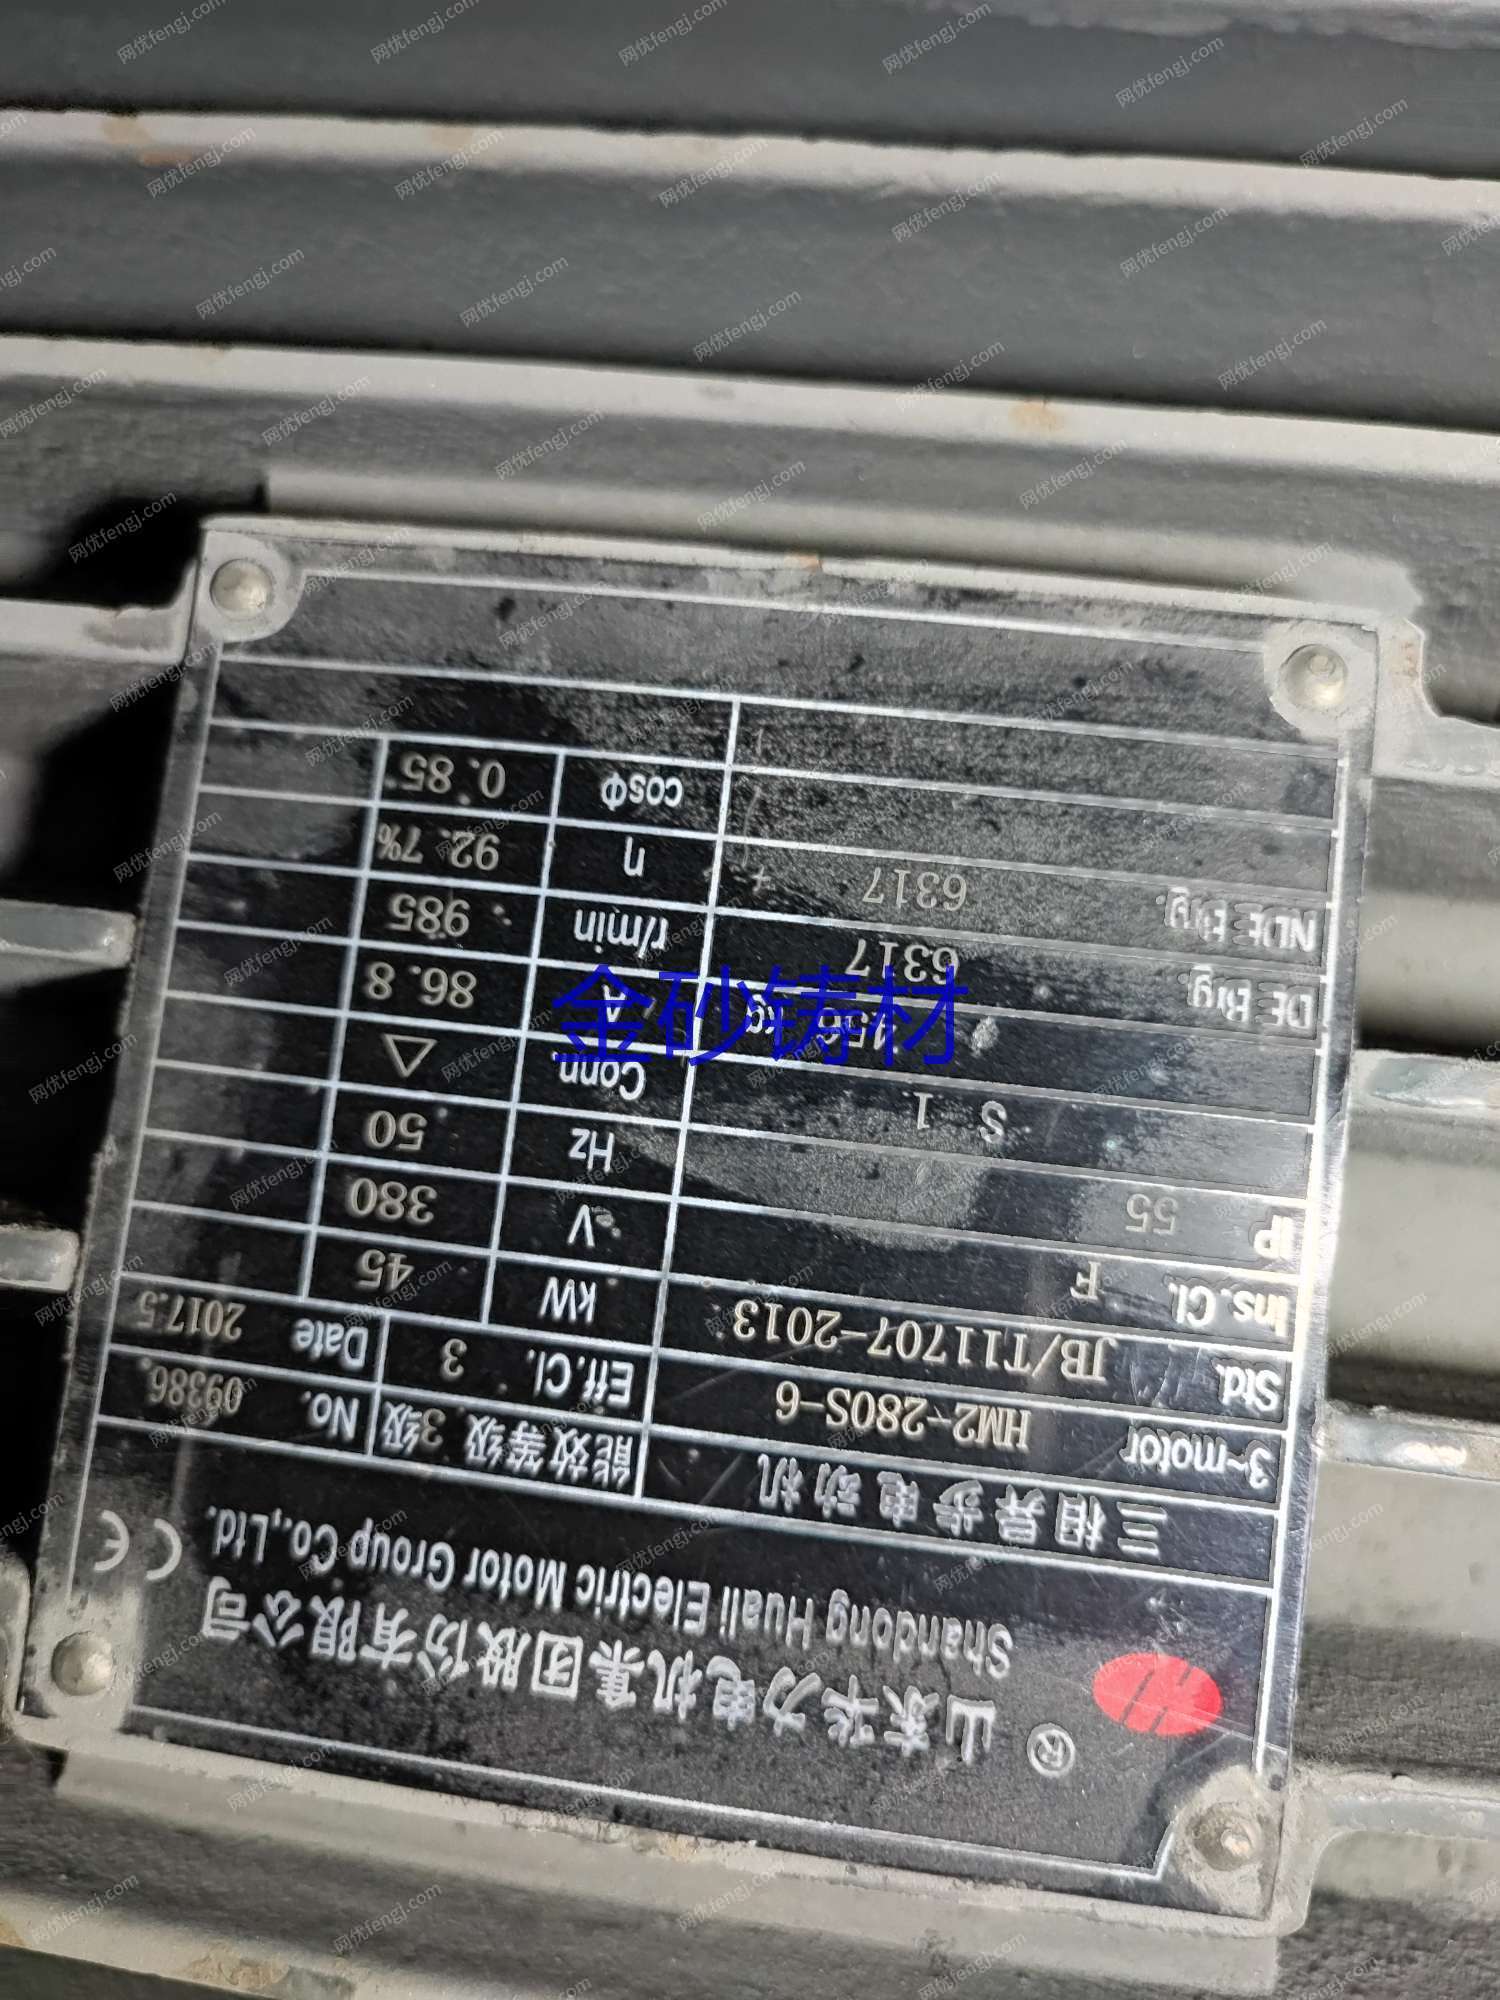 ® 山东华力电机集团股份有限公司
Shandong Huali Electric Motor Group Co.,Ltd.
CE
三相异步电动机 能效等级 3级 No. 09386
3~motor HM2-280S-6 Eff.Cl. 3 Date 2017.5
Std. JB/T11707-2013 kW 45
Ins.Cl. F V 380
IP 55 Hz 50
S 1 Conn △
kg A 86.8
DE Brg. 6317 r/min 985
NDE Brg. 6317 η 92.7%
cosΦ 0.85
金砂铸材
网优fengj.com